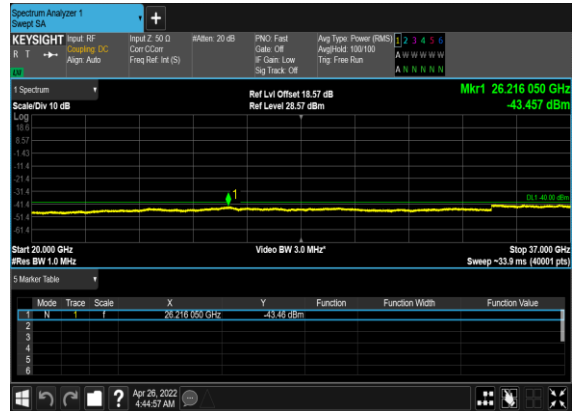 Spectrum Analyzer 1
Swept SA
+
KEYSIGHT Input: RF Input Z: 50 Ω #Atten: 20 dB PNO: Fast Avg Type: Power (RMS) 1 2 3 4 5 6
R T Coupling: DC Corr CCorr Gate: Off Avg|Hold: 100/100 A W W W W W
Align: Auto Freq Ref: Int (S) IF Gain: Low Trig: Free Run
Sig Track: Off A N N N N N
1 Spectrum Ref Lvl Offset 18.57 dB Mkr1 26.216 050 GHz
Scale/Div 10 dB Ref Level 28.57 dBm -43.457 dBm
Log
18.6
8.57
-1.43
-11.4
-21.4
-31.4
1
DL1 -40.00 dBm
-41.4
-51.4
-61.4
Start 20.000 GHz Video BW 3.0 MHz* Stop 37.000 GHz
#Res BW 1.0 MHz Sweep ~33.9 ms (40001 pts)
5 Marker Table
Mode Trace Scale X Y Function Function Width Function Value
1 N 1 f 26.216 050 GHz -43.46 dBm
2
3
4
5
6
? Apr 26, 2022
4:44:57 AM